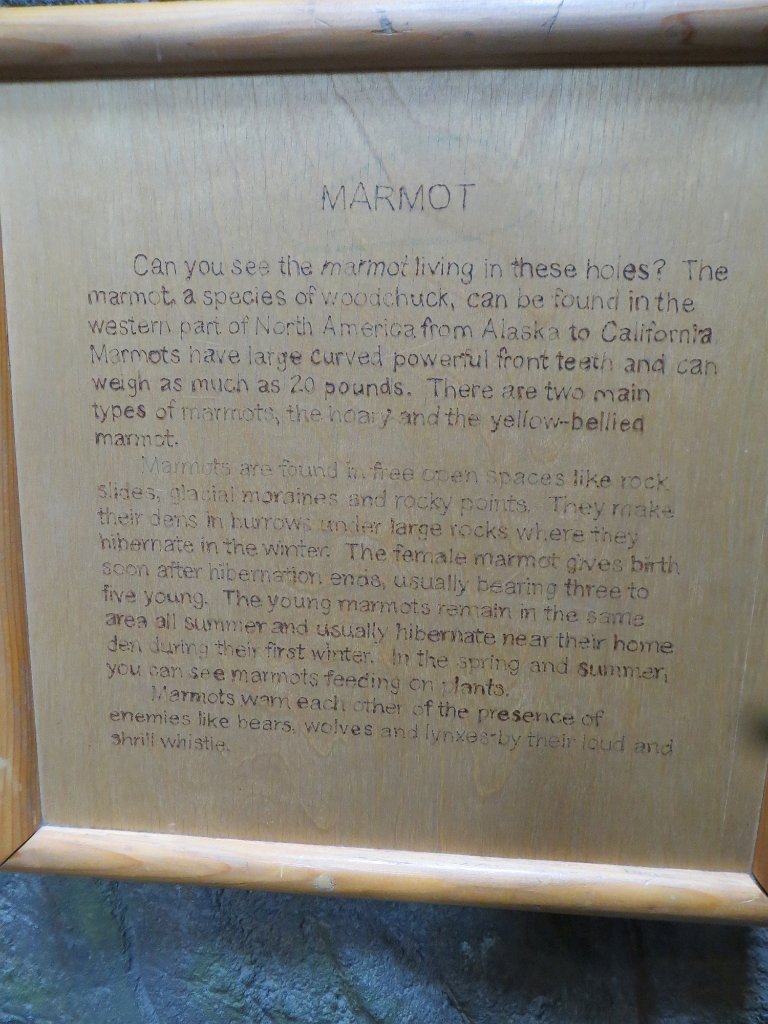 MARMOT
Can you see the marmot living in these holes? The
marmot, a species of woodchuck, can be found in the
western part of North America from Alaska to California.
Marmots have large curved powerful front teeth and can
weigh as much as 20 pounds. There are two main
types of marmots, the hoary and the yellow-bellied
marmot.
Marmots are found in free open spaces like rock
slides, glacial moraines and rocky points. They make
their dens in burrows under large rocks where they
hibernate in the winter. The female marmot gives birth
soon after hibernation ends, usually bearing three to
five young. The young marmots remain in the same
area all summer and usually hibernate near their home
den during their first winter. In the spring and summer,
you can see marmots feeding on plants.
Marmots warn each other of the presence of
enemies like bears, wolves and lynxes by their loud and
shrill whistle.